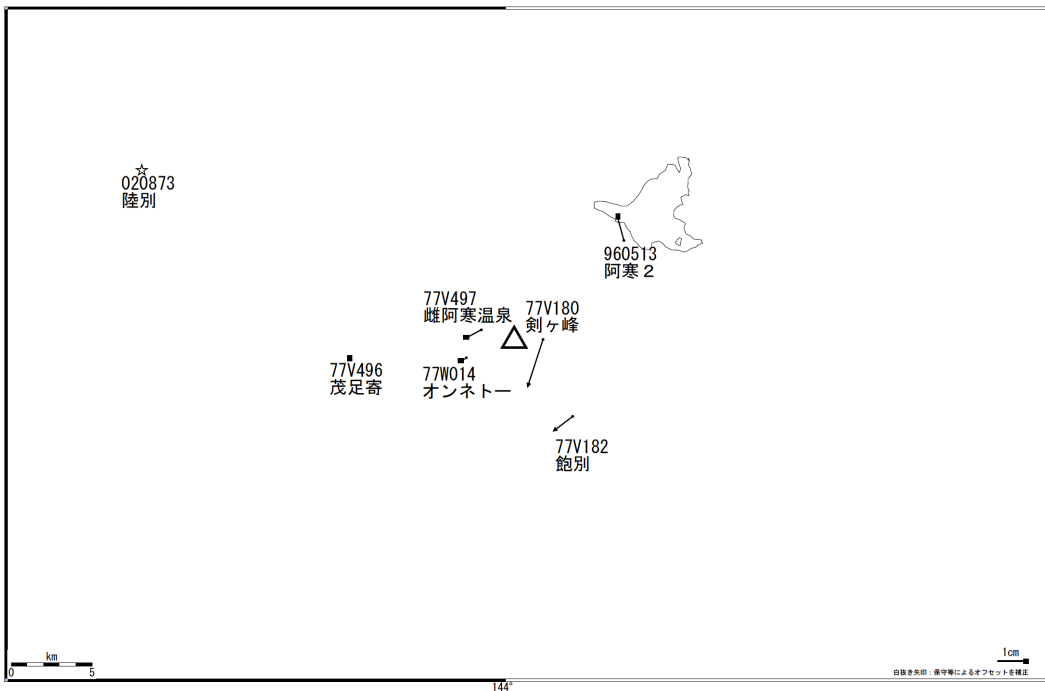 020873
陸別
960513
阿寒2
77V497
雌阿寒温泉
77V180
剣ヶ峰
77V496
茂足寄
77W014
オンネトー
77V182
飽別
km
0 5
144°
1cm
白抜き矢印:保守等によるオフセットを補正